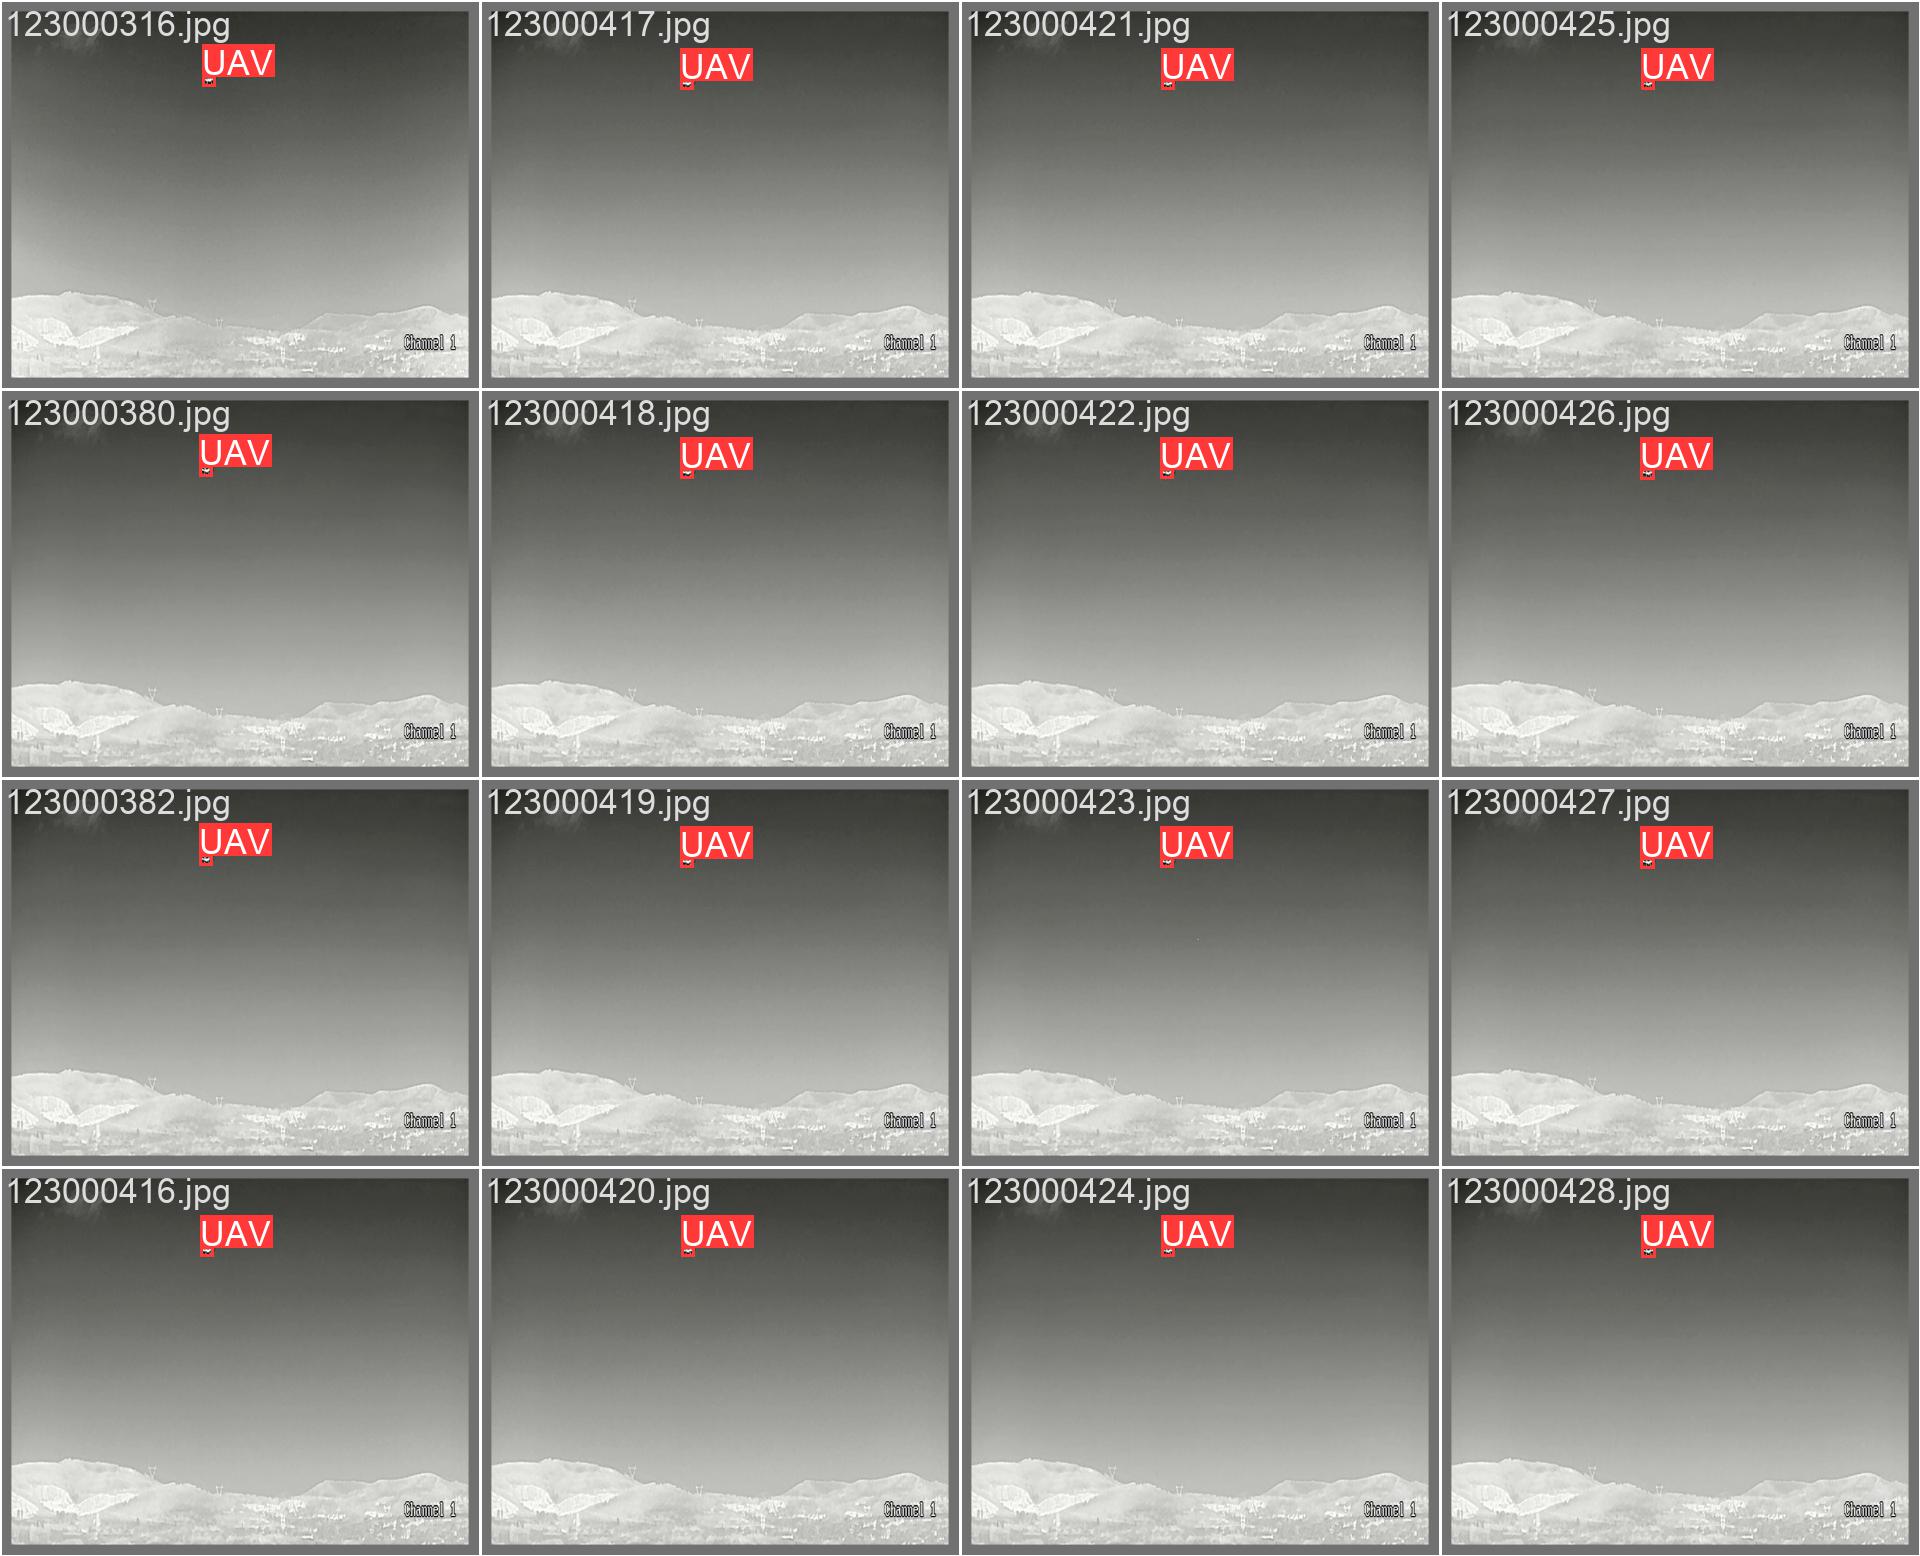 123000316.jpg
UAV
Channel 1
123000417.jpg
UAV
Channel 1
123000421.jpg
UAV
Channel 1
123000425.jpg
UAV
Channel 1
123000380.jpg
UAV
Channel 1
123000418.jpg
UAV
Channel 1
123000422.jpg
UAV
Channel 1
123000426.jpg
UAV
Channel 1
123000382.jpg
UAV
Channel 1
123000419.jpg
UAV
Channel 1
123000423.jpg
UAV
Channel 1
123000427.jpg
UAV
Channel 1
123000416.jpg
UAV
Channel 1
123000420.jpg
UAV
Channel 1
123000424.jpg
UAV
Channel 1
123000428.jpg
UAV
Channel 1